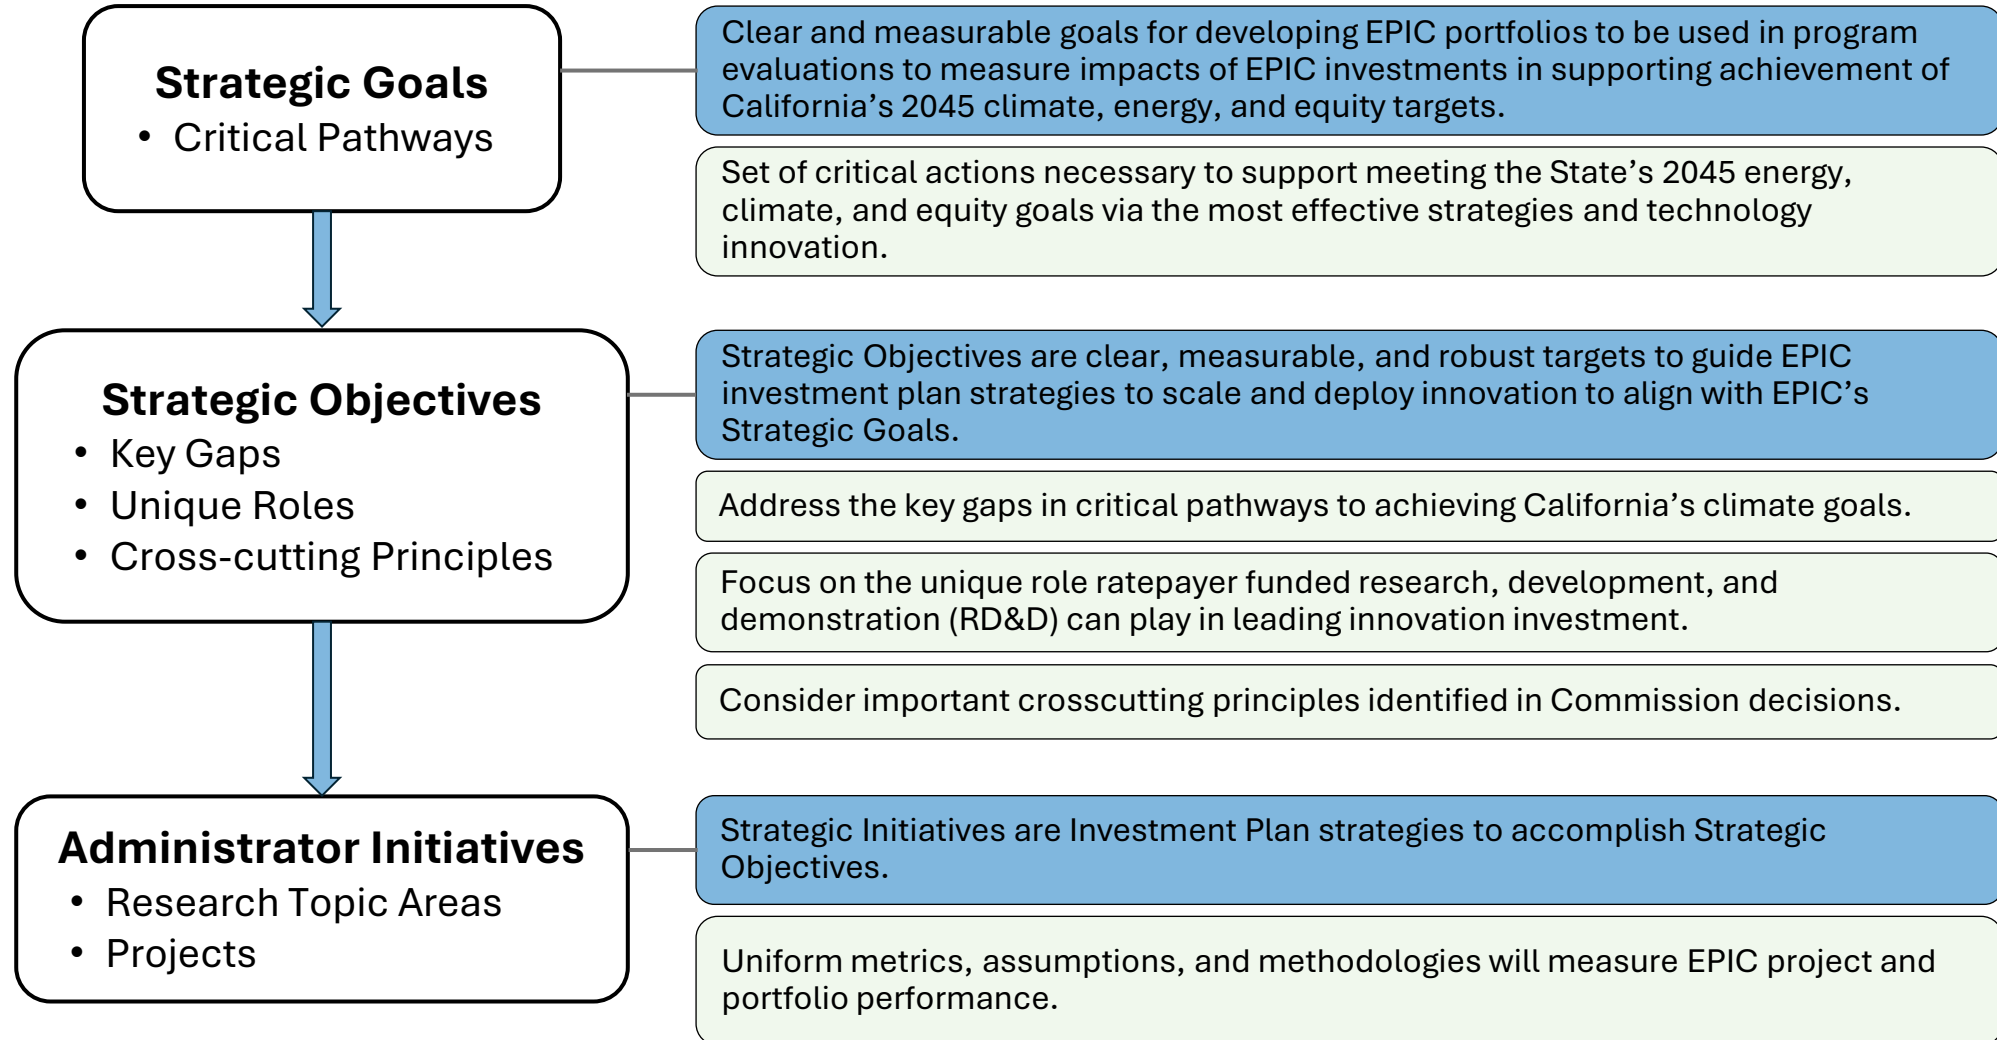 Strategic Goals
• Critical Pathways
Clear and measurable goals for developing EPIC portfolios to be used in program
evaluations to measure impacts of EPIC investments in supporting achievement of
California’s 2045 climate, energy, and equity targets.
Set of critical actions necessary to support meeting the State’s 2045 energy,
climate, and equity goals via the most effective strategies and technology
innovation.
Strategic Objectives
• Key Gaps
• Unique Roles
• Cross-cutting Principles
Strategic Objectives are clear, measurable, and robust targets to guide EPIC
investment plan strategies to scale and deploy innovation to align with EPIC’s
Strategic Goals.
Address the key gaps in critical pathways to achieving California’s climate goals.
Focus on the unique role ratepayer funded research, development, and
demonstration (RD&D) can play in leading innovation investment.
Consider important crosscutting principles identified in Commission decisions.
Administrator Initiatives
• Research Topic Areas
• Projects
Strategic Initiatives are Investment Plan strategies to accomplish Strategic
Objectives.
Uniform metrics, assumptions, and methodologies will measure EPIC project and
portfolio performance.